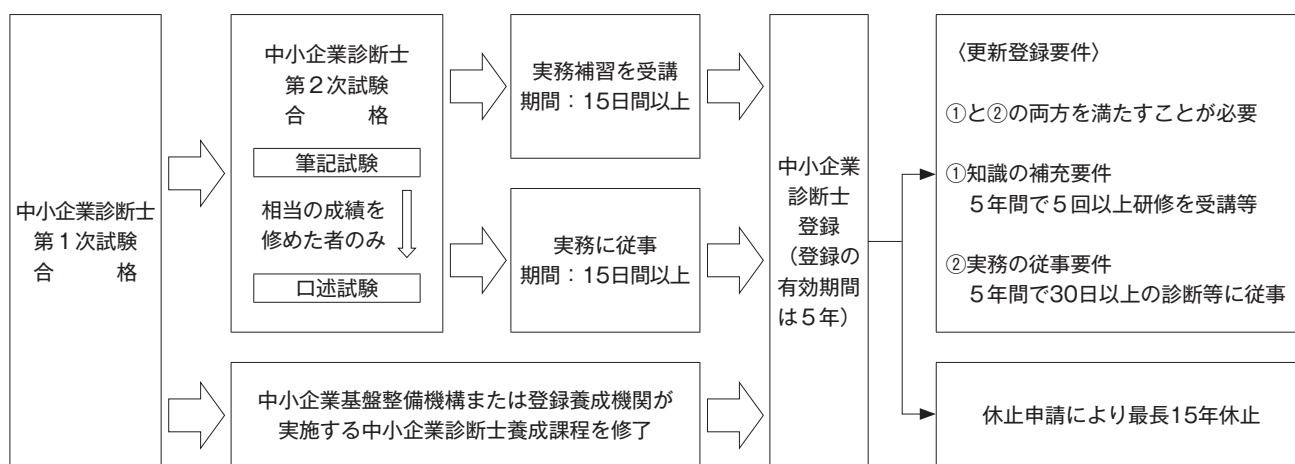 中小企業診断士
第1次試験
合　　　格
中小企業診断士
第2次試験
合　　　格
筆記試験
相当の成績を
修めた者のみ
口述試験
実務補習を受講
期間：15日間以上
実務に従事
期間：15日間以上
中小企業基盤整備機構または登録養成機関が
実施する中小企業診断士養成課程を修了
中小企業
診断士
登録
（登録の
有効期間
は5年）
〈更新登録要件〉
①と②の両方を満たすことが必要
①知識の補充要件
5年間で5回以上研修を受講等
②実務の従事要件
5年間で30日以上の診断等に従事
休止申請により最長15年休止